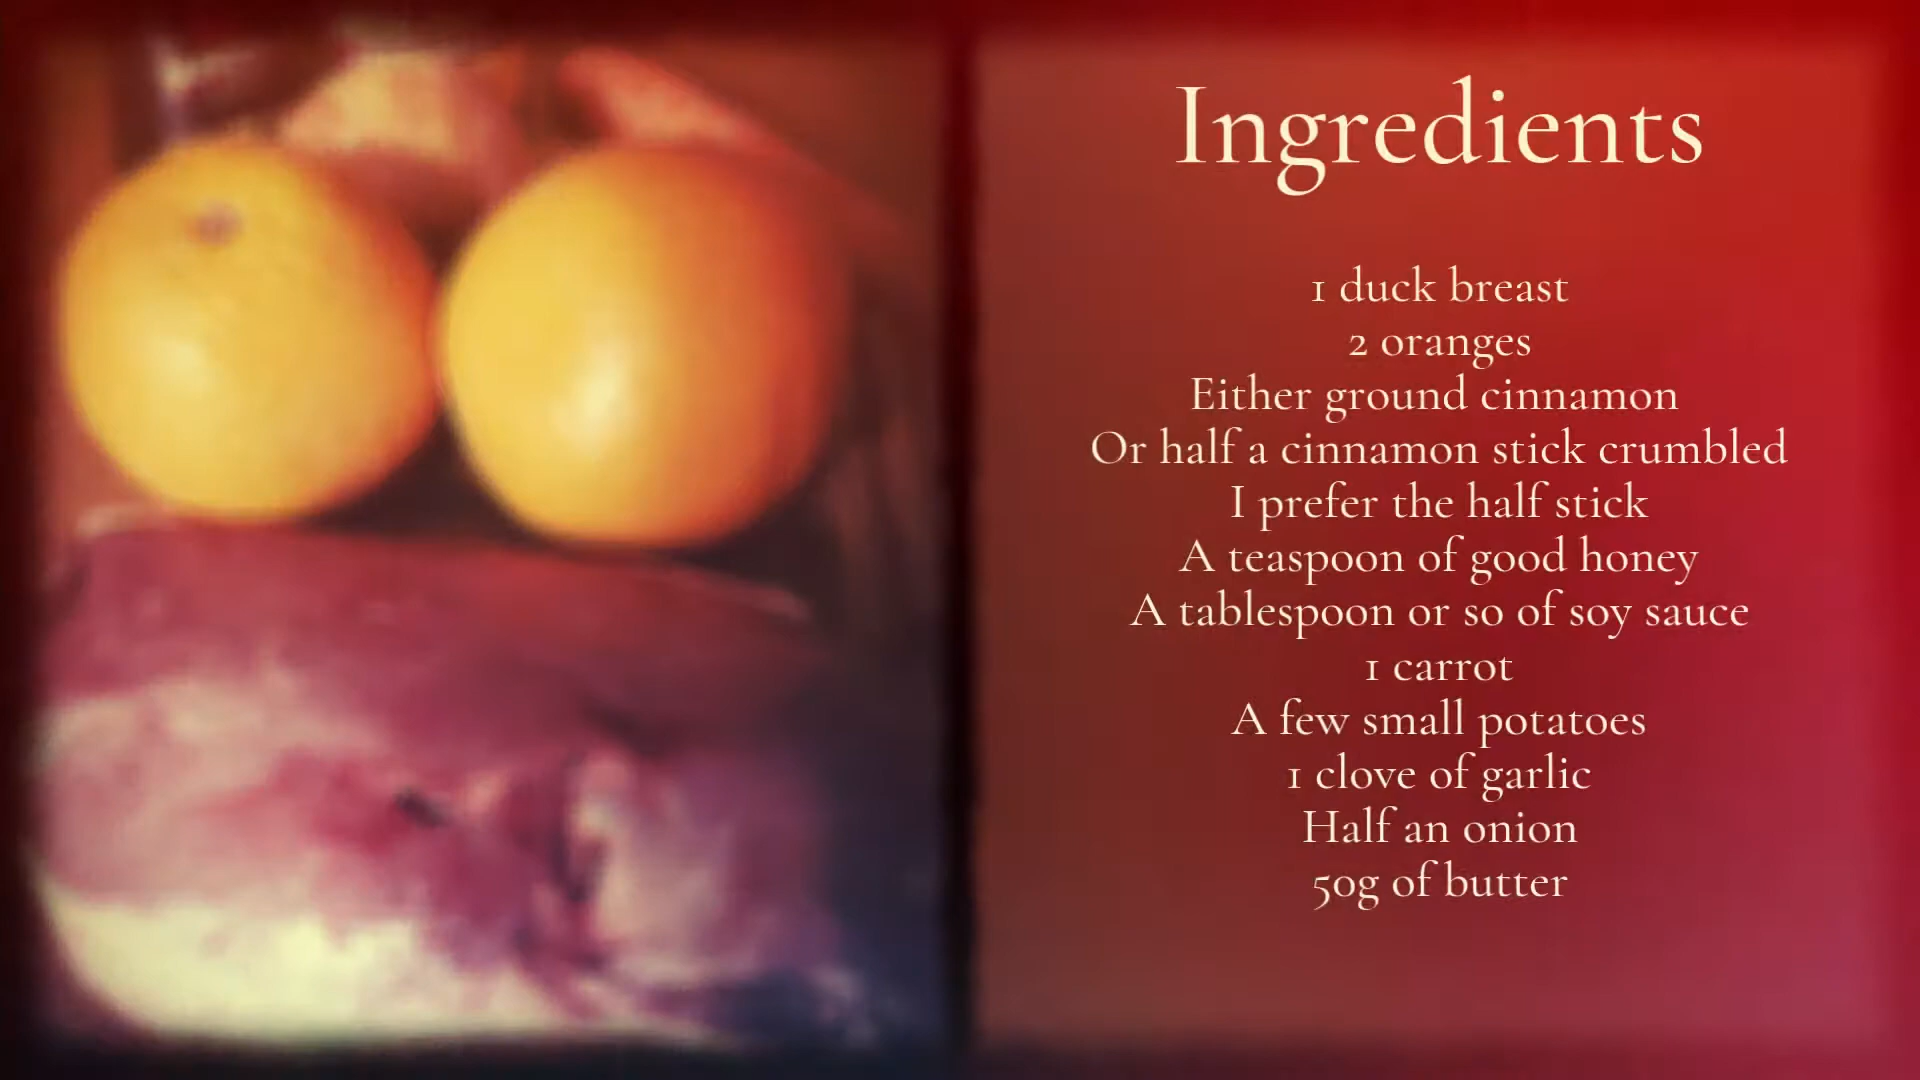 Ingredients
1 duck breast
2 oranges
Either ground cinnamon
Or half a cinnamon stick crumbled
I prefer the half stick
A teaspoon of good honey
A tablespoon or so of soy sauce
1 carrot
A few small potatoes
1 clove of garlic
Half an onion
50g of butter